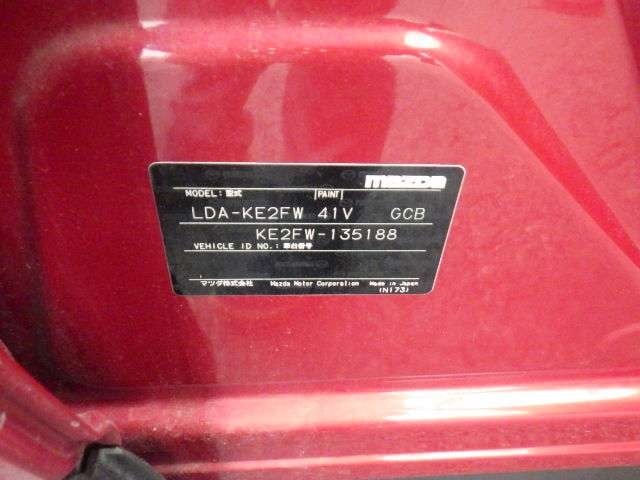 mazda
MODEL: 型式 PAINT
LDA-KE2FW 41V GCB
KE2FW-135188
VEHICLE ID NO.: 車台番号
マツダ株式会社 Mazda Motor Corporation Made in Japan
(N173)